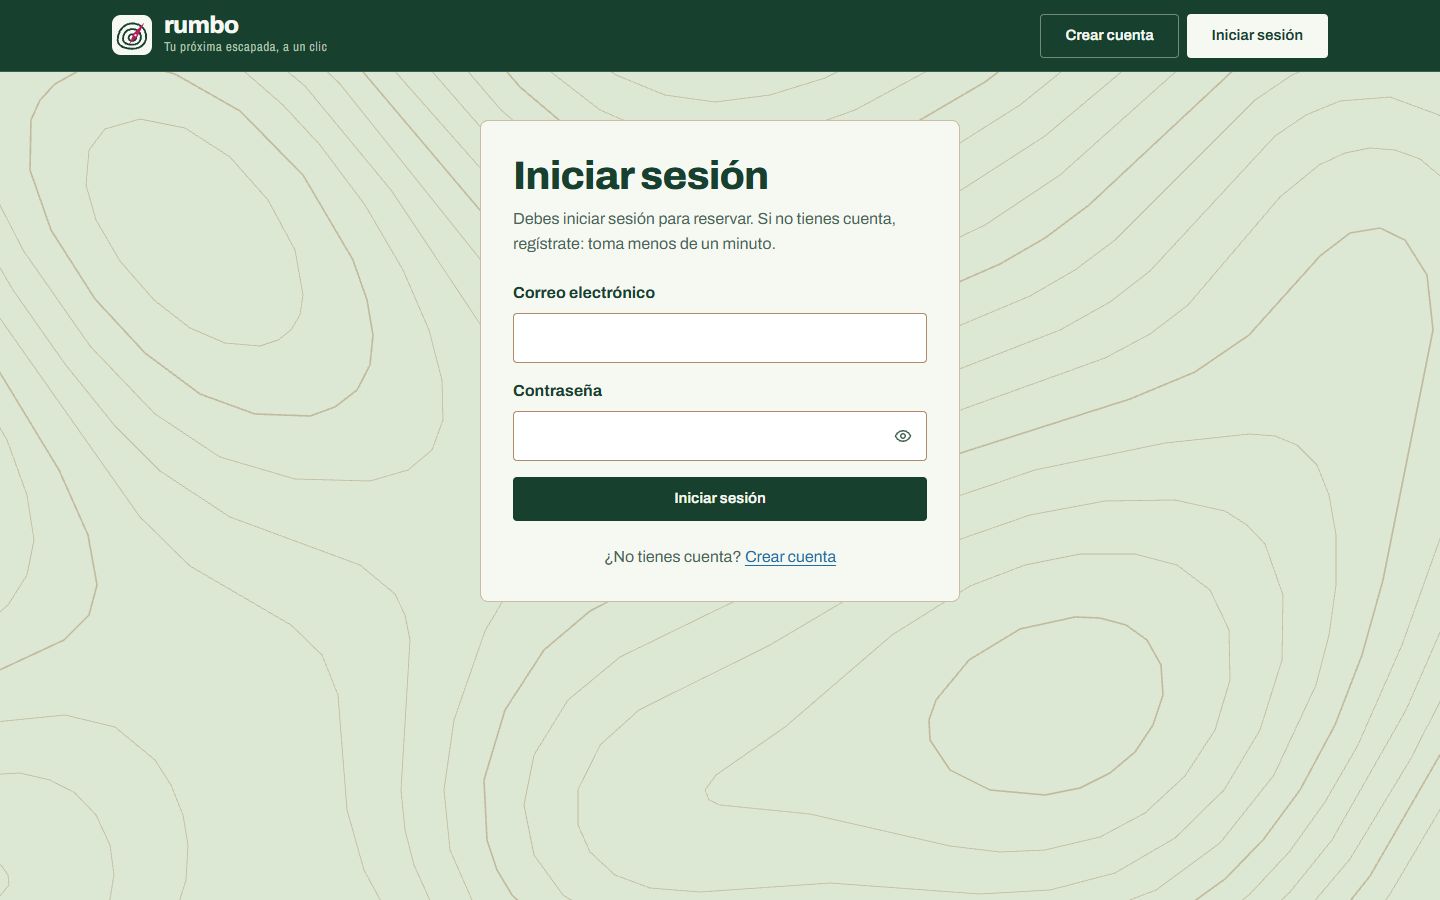 rumbo
Tu próxima escapada, a un clic
Crear cuenta
Iniciar sesión
Iniciar sesión
Debes iniciar sesión para reservar. Si no tienes cuenta,
regístrate: toma menos de un minuto.
Correo electrónico
Contraseña
Iniciar sesión
¿No tienes cuenta? Crear cuenta